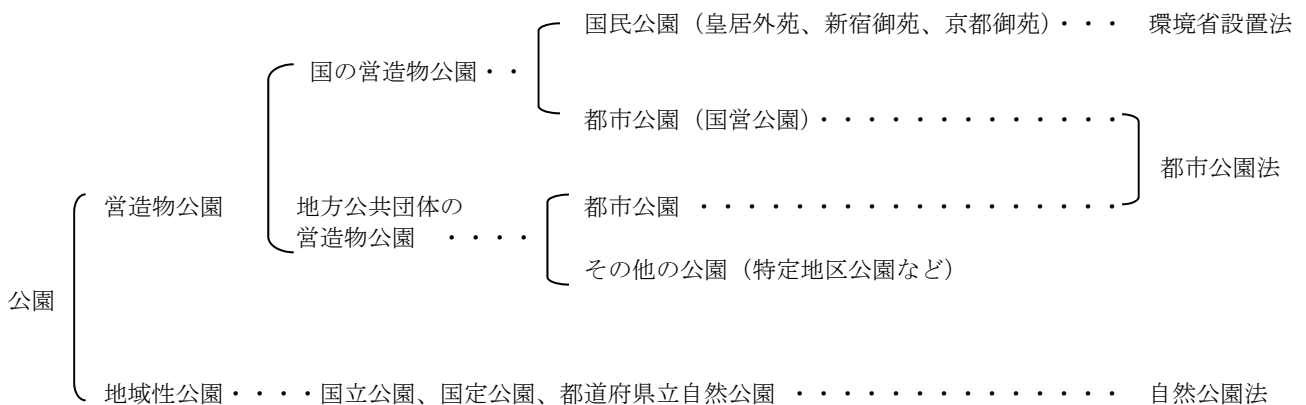 国民公園（皇居外苑、新宿御苑、京都御苑）・・・ 環境省設置法
国の営造物公園・・
都市公園（国営公園）・・・・・・・・・・・・・
都市公園法
営造物公園 地方公共団体の 都市公園 ・・・・・・・・・・・・・・・・・・
営造物公園 ・・・・
その他の公園（特定地区公園など）
公園
地域性公園・・・・国立公園、国定公園、都道府県立自然公園 ・・・・・・・・・・・・・・ 自然公園法